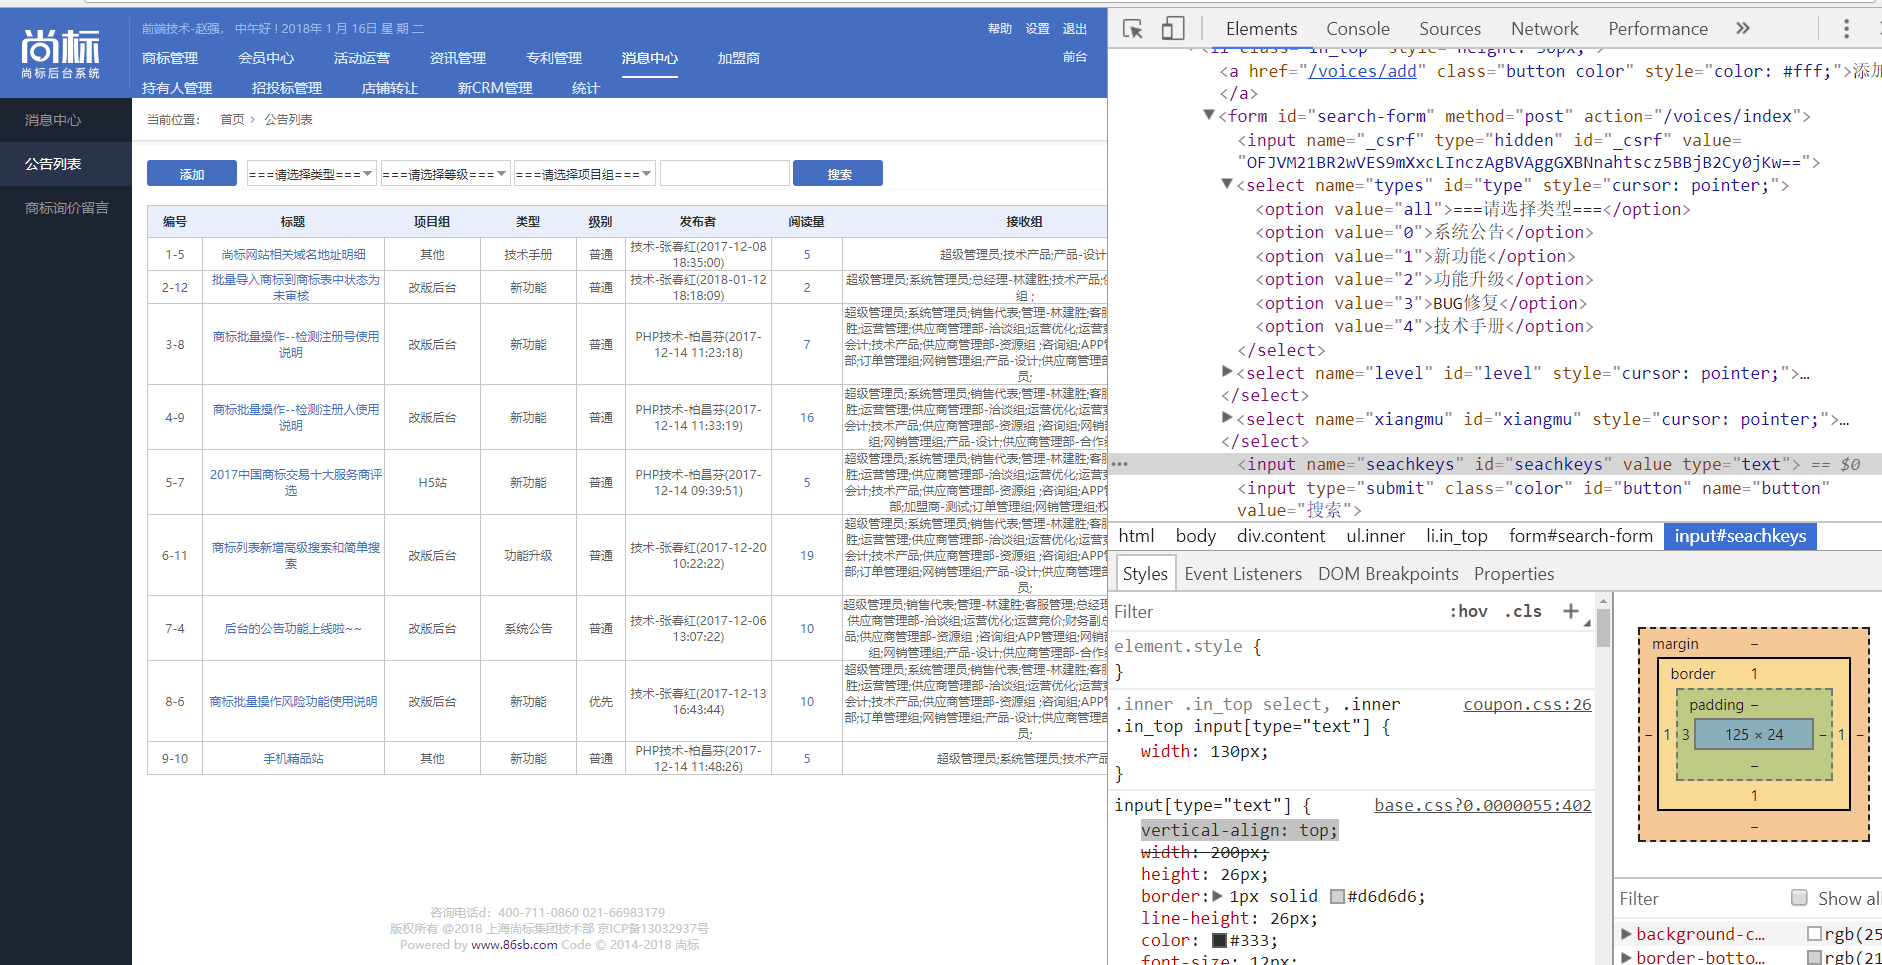 尚标
尚标后台系统
前端技术-赵强， 中午好 ! 2018年 1 月 16日 星 期 二
帮助 设置 退出
商标管理 会员中心 活动运营 资讯管理 专利管理 消息中心 加盟商
前台
持有人管理 招投标管理 店铺转让 新CRM管理 统计
消息中心
公告列表
商标询价留言
当前位置： 首页 > 公告列表
添加 ===请选择类型=== ===请选择等级=== ===请选择项目组=== 搜索
编号 标题 项目组 类型 级别 发布者 阅读量 接收组
1-5 尚标网站相关域名地址明细 其他 技术手册 普通 技术-张春红(2017-12-08 18:35:00) 5 超级管理员;技术产品;产品-设计
2-12 批量导入商标到商标表中状态为未审核 改版后台 新功能 普通 技术-张春红(2018-01-12 18:18:09) 2 超级管理员;系统管理员;总经理-林建胜;技术产品;
组 ;
3-8 商标批量操作--检测注册号使用说明 改版后台 新功能 普通 PHP技术-柏昌芬(2017-12-14 11:23:18) 7 超级管理员;系统管理员;销售代表;管理-林建胜;客服
胜;运营管理;供应商管理部-洽谈组;运营优化;运营竞
会计;技术产品;供应商管理部-资源组 ;咨询组;APP管
部;订单管理组;网销管理组;产品-设计;供应商管理部
员;
4-9 商标批量操作--检测注册人使用说明 改版后台 新功能 普通 PHP技术-柏昌芬(2017-12-14 11:33:19) 16 超级管理员;系统管理员;销售代表;管理-林建胜;客服
胜;运营管理;供应商管理部-洽谈组;运营优化;运营竞
会计;技术产品;供应商管理部-资源组 ;咨询组;网销部
组;网销管理组;产品-设计;供应商管理部-合作组
5-7 2017中国商标交易十大服务商评选 H5站 新功能 普通 PHP技术-柏昌芬(2017-12-14 09:39:51) 5 超级管理员;系统管理员;销售代表;管理-林建胜;客服
胜;运营管理;供应商管理部-洽谈组;运营优化;运营竞
会计;技术产品;供应商管理部-资源组 ;咨询组;APP管
部;加盟商-测试;订单管理组;网销管理组;权
6-11 商标列表新增高级搜索和简单搜索 改版后台 功能升级 普通 技术-张春红(2017-12-20 10:22:22) 19 超级管理员;系统管理员;销售代表;管理-林建胜;客服
胜;运营管理;供应商管理部-洽谈组;运营优化;运营竞
会计;技术产品;供应商管理部-资源组 ;咨询组;APP管
部;订单管理组;网销管理组;产品-设计;供应商管理部
员;
7-4 后台的公告功能上线啦~~ 改版后台 系统公告 普通 技术-张春红(2017-12-06 13:07:22) 10 超级管理员;销售代表;管理-林建胜;客服管理;总经理
供应商管理部-洽谈组;运营优化;运营竞价;财务副总
品;供应商管理部-资源组 ;咨询组;APP管理组;网销
组;网销管理组;产品-设计;供应商管理部-合作组
8-6 商标批量操作风险功能使用说明 改版后台 新功能 优先 技术-张春红(2017-12-13 16:43:44) 10 超级管理员;系统管理员;销售代表;管理-林建胜;客服
胜;运营管理;供应商管理部-洽谈组;运营优化;运营竞
会计;技术产品;供应商管理部-资源组 ;咨询组;APP管
部;订单管理组;网销管理组;产品-设计;供应商管理部
员;
9-10 手机精品站 其他 新功能 普通 PHP技术-柏昌芬(2017-12-14 11:48:26) 5 超级管理员;系统管理员;技术产品
咨询电话d：400-711-0860 021-66983179
版权所有 @2018 上海尚标集团技术部 京ICP备13032937号
Powered by www.86sb.com Code © 2014-2018 尚标
Elements Console Sources Network Performance »
<li class="in_top" style="height: 50px;">
<a href="/voices/add" class="button color" style="color: #fff;">添加
</a>
<form id="search-form" method="post" action="/voices/index">
<input name="_csrf" type="hidden" id="_csrf" value=
"OFJVM21BR2wVES9mXxcLInczAgBVAggGXBNnahtscz5BBjB2Cy0jKw==">
<select name="types" id="type" style="cursor: pointer;">
<option value="all">===请选择类型===</option>
<option value="0">系统公告</option>
<option value="1">新功能</option>
<option value="2">功能升级</option>
<option value="3">BUG修复</option>
<option value="4">技术手册</option>
</select>
<select name="level" id="level" style="cursor: pointer;">…
</select>
<select name="xiangmu" id="xiangmu" style="cursor: pointer;">…
</select>
<input name="seachkeys" id="seachkeys" value type="text"> == $0
<input type="submit" class="color" id="button" name="button"
value="搜索">
html body div.content ul.inner li.in_top form#search-form input#seachkeys
Styles Event Listeners DOM Breakpoints Properties
Filter :hov .cls +
element.style {
}
.inner .in_top select, .inner coupon.css:26
.in_top input[type="text"] {
width: 130px;
}
input[type="text"] { base.css?0.0000055:402
vertical-align: top;
width: 200px;
height: 26px;
border: 1px solid #d6d6d6;
line-height: 26px;
color: #333;
font-size: 12px;
margin –
border 1
padding –
– 1 3 125 × 24 – 1 –
–
1
–
Filter Show all
background-c… rgb(25
border-botto… rgb(21